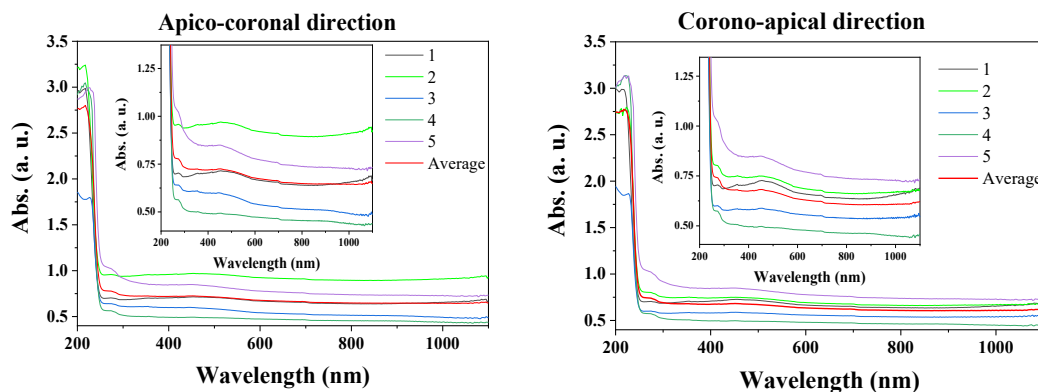 Apico-coronal direction
3.5
3.0
2.5
2.0
1.5
1.0
0.5
Abs. (a. u.)
200 400 600 800 1000
Wavelength (nm)
1.25
1.00
0.75
0.50
Abs. (a. u.)
200 400 600 800 1000
Wavelength (nm)
1
2
3
4
5
Average
Corono-apical direction
3.5
3.0
2.5
2.0
1.5
1.0
0.5
Abs. (a. u.)
200 400 600 800 1000
Wavelength (nm)
1.25
1.00
0.75
0.50
Abs. (a. u.)
200 400 600 800 1000
Wavelength (nm)
1
2
3
4
5
Average